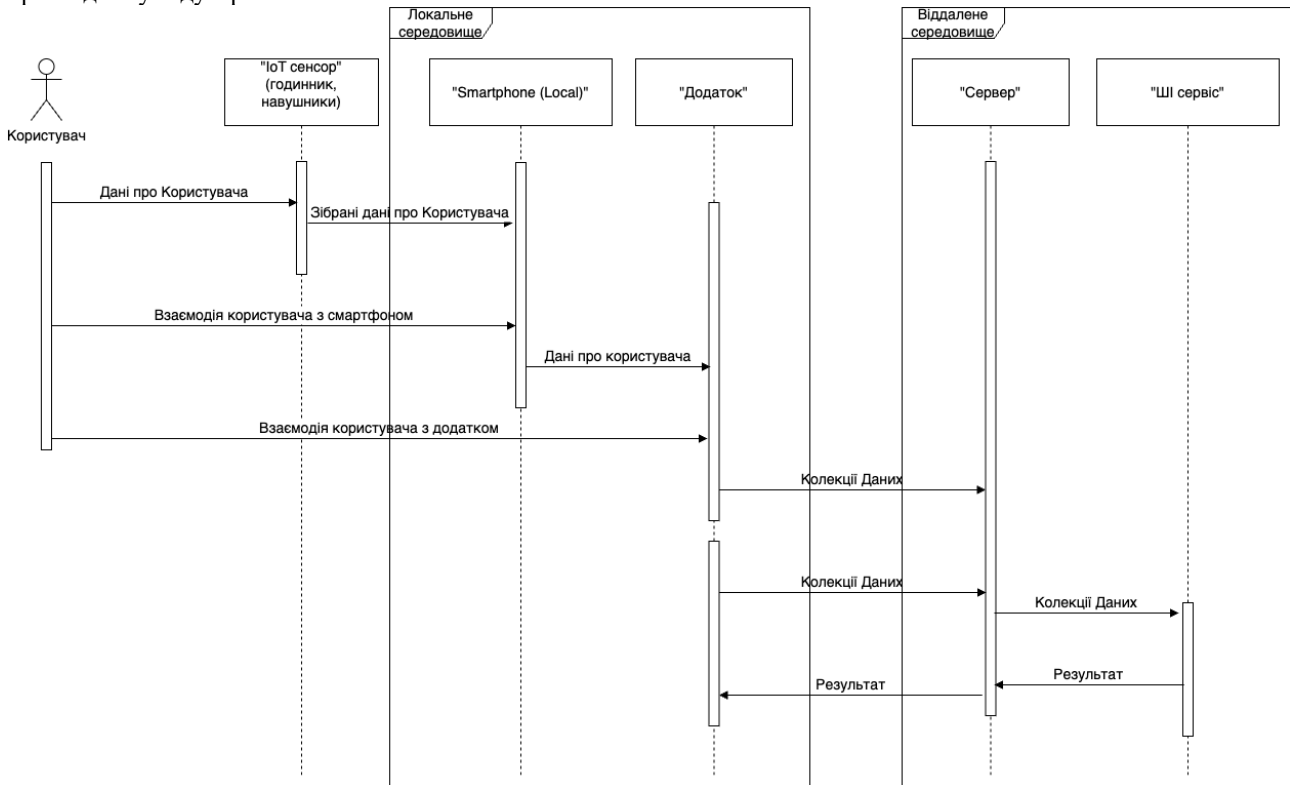 Локальне
середовище
Віддалене
середовище
"IoT сенсор"
(годинник,
навушники)
"Smartphone (Local)"
"Додаток"
"Сервер"
"ШІ сервіс"
Користувач
Дані про Користувача
Зібрані дані про Користувача
Взаємодія користувача з смартфоном
Дані про користувача
Взаємодія користувача з додатком
Колекції Даних
Колекції Даних
Колекції Даних
Результат
Результат